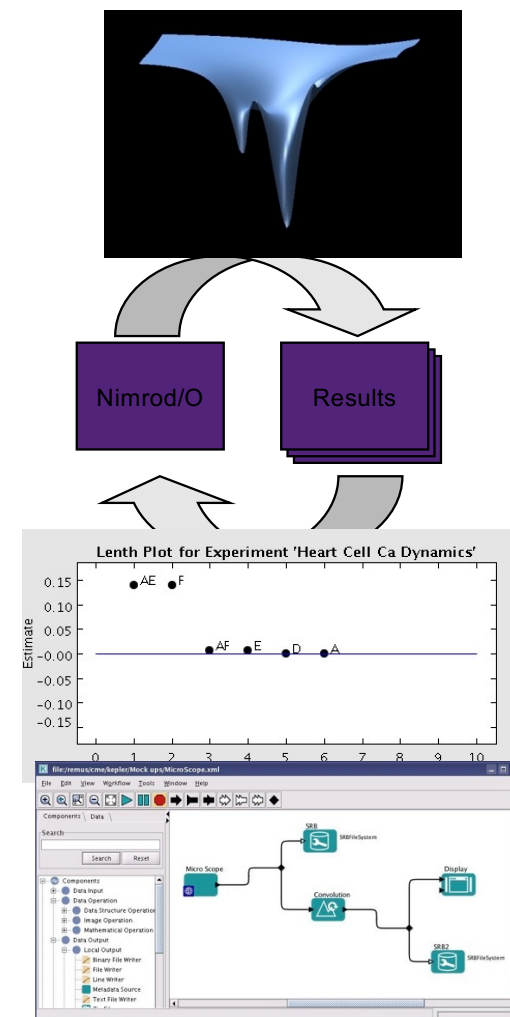 Nimrod/O
Results
Lenth Plot for Experiment 'Heart Cell Ca Dynamics'
Estimate
0.15
0.10
0.05
-0.00
-0.05
-0.10
-0.15
AE
F
AF
E
D
A
0 1 2 3 4 5 6 7 8 9 10
file:/remus/cme/kepler/Mock ups/MicroScope.xml
File Edit View Workflow Tools Window Help
Components Data
Search
Search Reset
Components
Data Input
Data Operation
Data Structure Operation
Image Operation
Mathematical Operation
Data Output
Local Output
Binary File Writer
File Writer
Line Writer
Metadata Source
Text File Writer
Micro Scope
SRB
SRBFileSystem
Convolution
Display
SRB2
SRBFileSystem